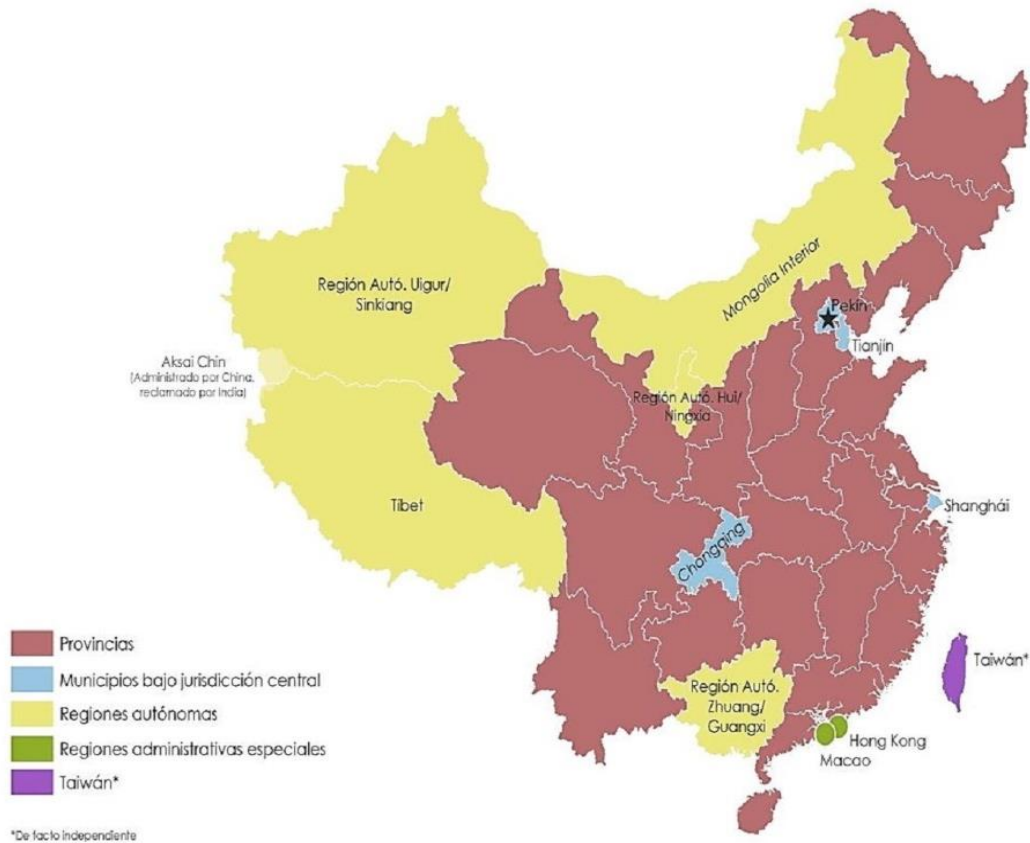 Mongolia Interior
Región Autó. Uigur/
Sinkiang
Pekín
Tianjín
Aksai Chin
(Administrado por China,
reclamado por India)
Región Autó. Hui/
Ningxia
Tíbet
Shanghái
Chongqing
Provincias
Municipios bajo jurisdicción central
Regiones autónomas
Regiones administrativas especiales
Taiwán*
Taiwán*
Región Autó.
Zhuang/
Guangxi
Hong Kong
Macao
*De facto independiente